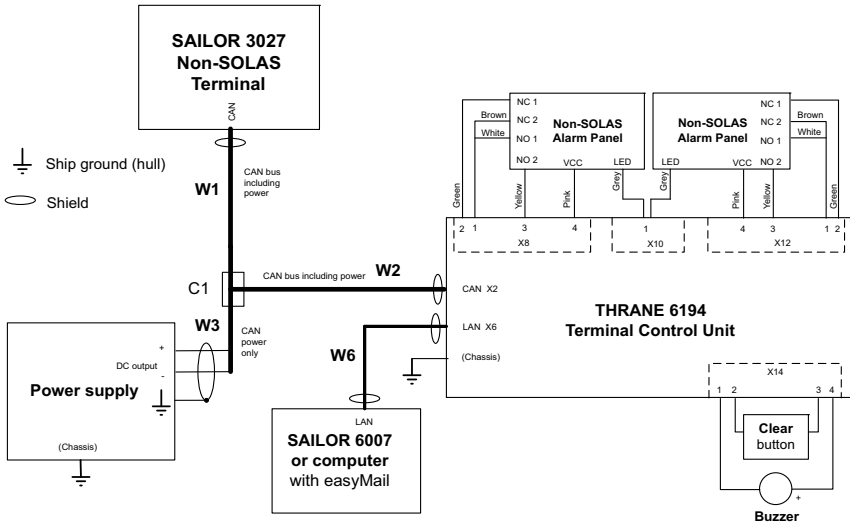 SAILOR 3027
Non-SOLAS
Terminal
CAN
Ship ground (hull)
Shield
W1
CAN bus
including
power
C1
CAN bus including power
W2
W3
CAN
power
only
+
DC output
-
Power supply
(Chassis)
W6
LAN
SAILOR 6007
or computer
with easyMail
NC 1
NC 2
NO 1
NO 2
VCC
LED
Non-SOLAS
Alarm Panel
Brown
White
Green
Yellow
Pink
Grey
Non-SOLAS
Alarm Panel
NC 1
NC 2
NO 1
LED
VCC
NO 2
Brown
White
Grey
Pink
Yellow
Green
2 1 3 4
X8
1
X10
4 3 1 2
X12
CAN X2
LAN X6
(Chassis)
THRANE 6194
Terminal Control Unit
X14
1 2 3 4
Clear
button
+
Buzzer